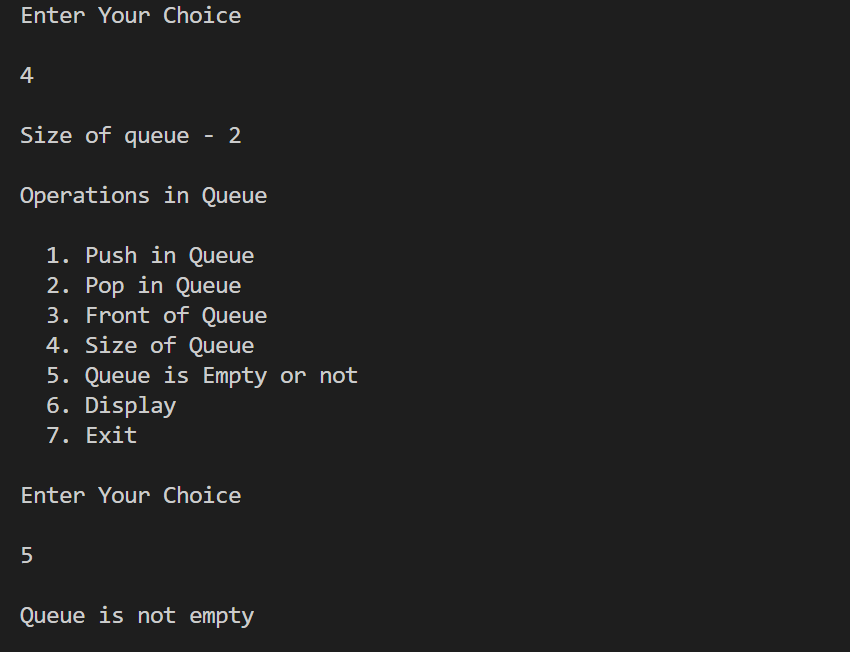 Enter Your Choice
4
Size of queue - 2
Operations in Queue
1. Push in Queue
2. Pop in Queue
3. Front of Queue
4. Size of Queue
5. Queue is Empty or not
6. Display
7. Exit
Enter Your Choice
5
Queue is not empty